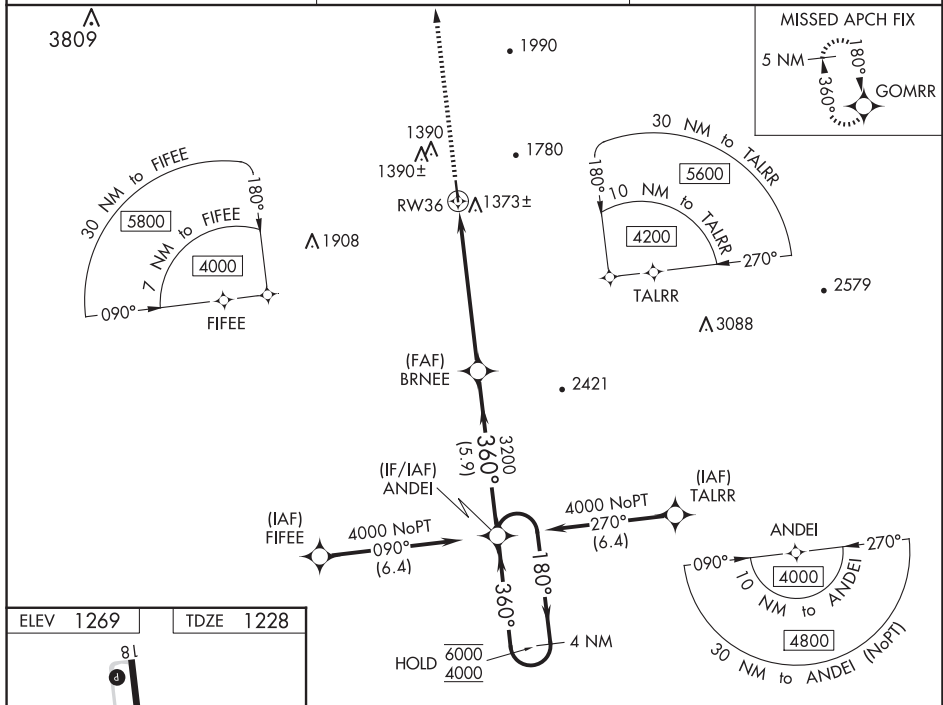 3809
1990
MISSED APCH FIX
5 NM
180°
360°
GOMRR
1390
1390±
1780
RW36
1373±
30 NM to FIFEE
5800
180°
7 NM to FIFEE
4000
090°
FIFEE
1908
30 NM to TALRR
5600
180°
10 NM to TALRR
4200
270°
TALRR
2579
3088
(FAF)
BRNEE
2421
3200
360°
(5.9)
(IF/IAF)
ANDEI
(IAF)
TALRR
4000 NoPT
270°
(6.4)
(IAF)
FIFEE
4000 NoPT
090°
(6.4)
360°
180°
4 NM
HOLD
6000
4000
ANDEI
090°
270°
4000
10 NM to ANDEI
4800
30 NM to ANDEI (NoPT)
ELEV 1269
TDZE 1228
18
P